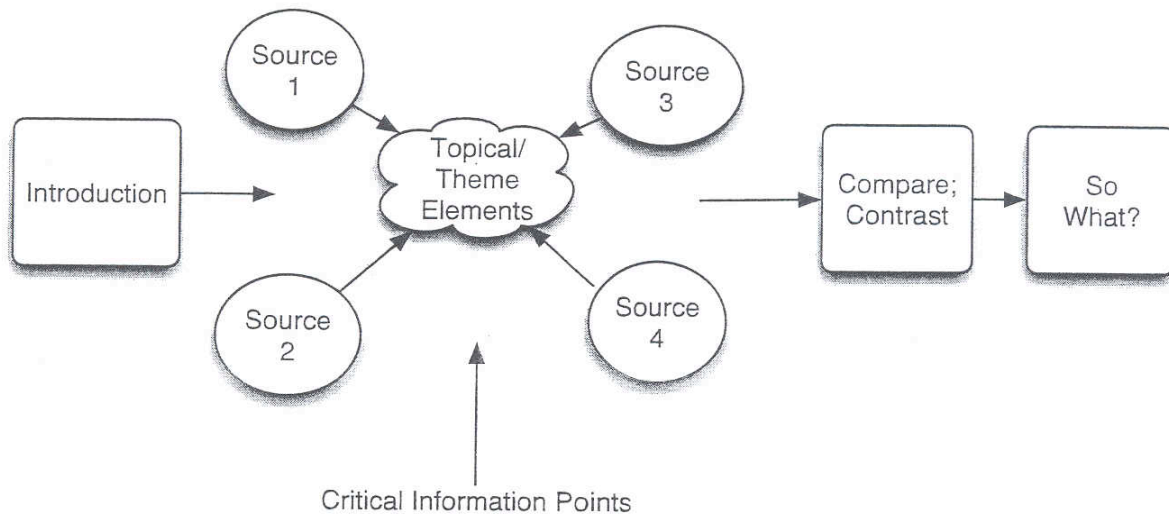 Source
1
Source
3
Introduction
Topical/
Theme
Elements
Compare;
Contrast
So
What?
Source
2
Source
4
Critical Information Points